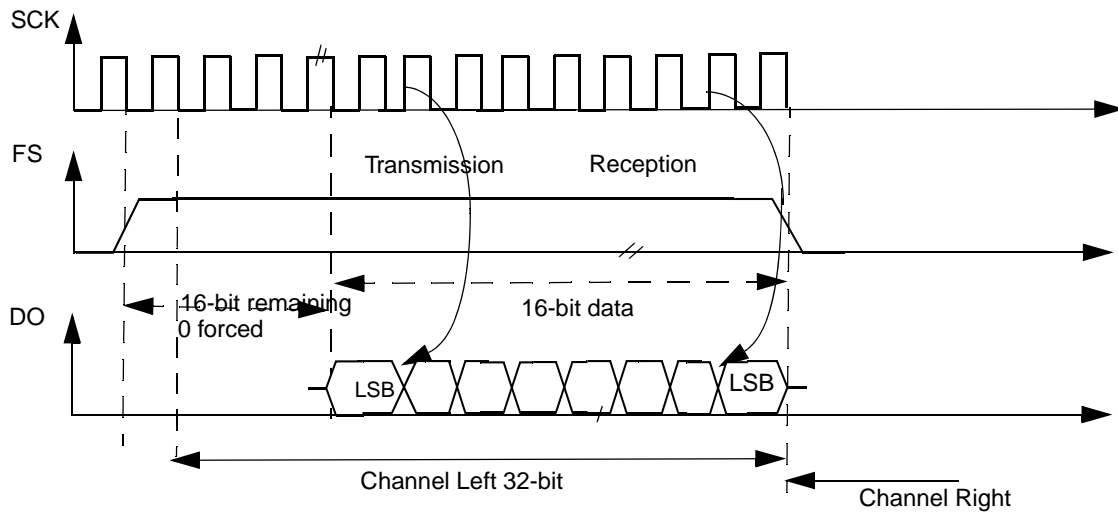 SCK
FS
Transmission
Reception
16-bit remaining
0 forced
16-bit data
DO
LSB
LSB
Channel Left 32-bit
Channel Right